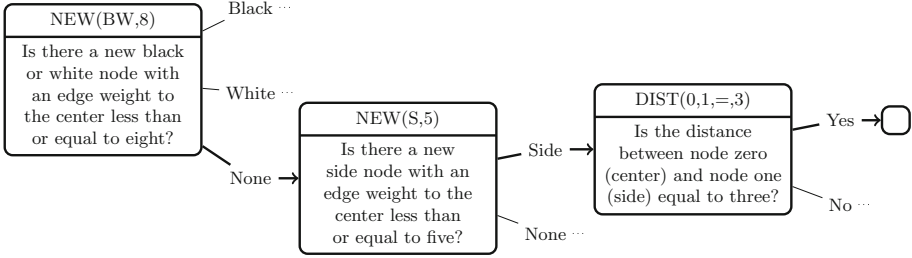 NEW(BW,8)
Is there a new black
or white node with
an edge weight to
the center less than
or equal to eight?
Black ...
White ...
None
NEW(S,5)
Is there a new
side node with an
edge weight to the
center less than
or equal to five?
Side
None ...
DIST(0,1,=,3)
Is the distance
between node zero
(center) and node one
(side) equal to three?
Yes
No ...